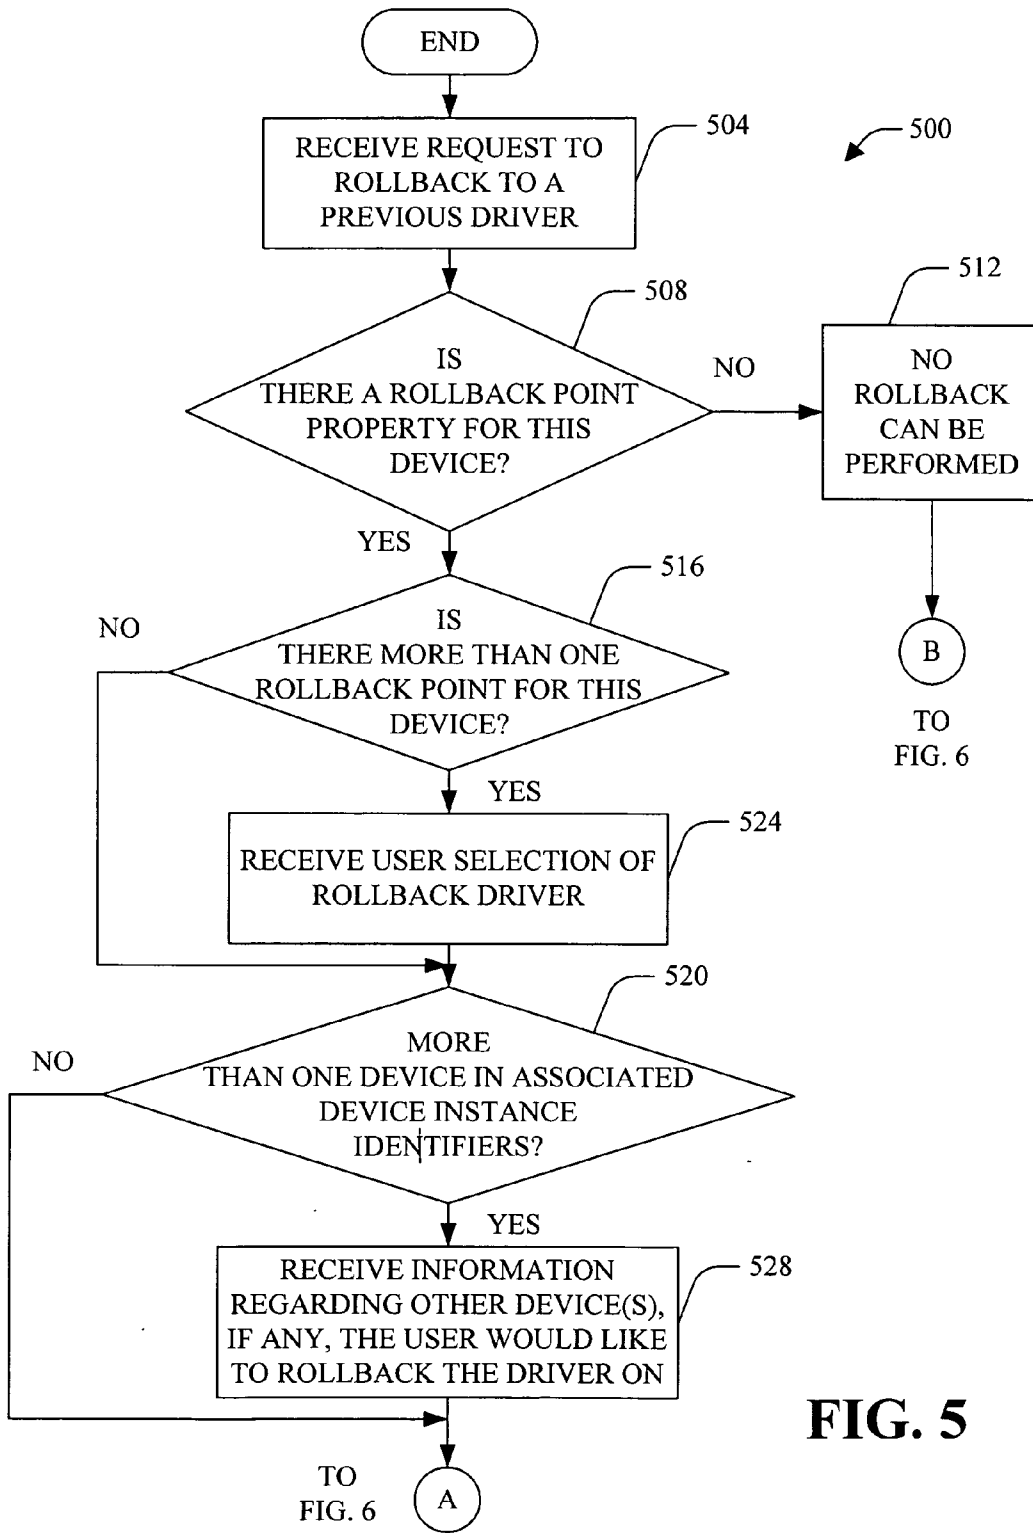 END
RECEIVE REQUEST TO
ROLLBACK TO A
PREVIOUS DRIVER
504
500
IS
THERE A ROLLBACK POINT
PROPERTY FOR THIS
DEVICE?
508
NO
512
NO
ROLLBACK
CAN BE
PERFORMED
YES
B
TO
FIG. 6
516
IS
THERE MORE THAN ONE
ROLLBACK POINT FOR THIS
DEVICE?
NO
YES
524
RECEIVE USER SELECTION OF
ROLLBACK DRIVER
520
MORE
THAN ONE DEVICE IN ASSOCIATED
DEVICE INSTANCE
IDENTIFIERS?
NO
YES
528
RECEIVE INFORMATION
REGARDING OTHER DEVICE(S),
IF ANY, THE USER WOULD LIKE
TO ROLLBACK THE DRIVER ON
TO
FIG. 6
A
FIG. 5